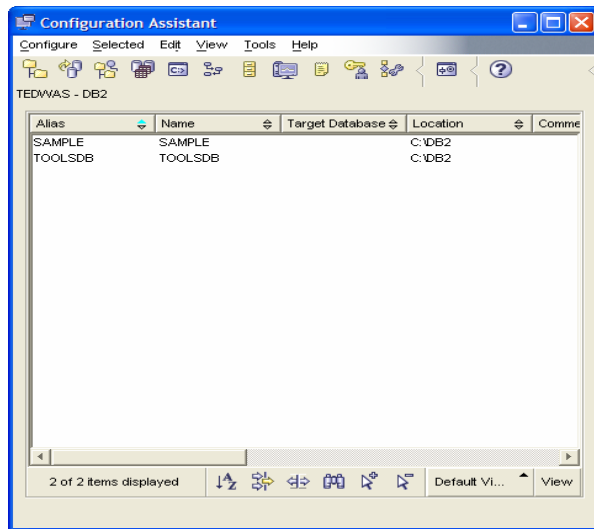 Configuration Assistant
Configure Selected Edit View Tools Help
TEDWAS - DB2
Alias Name Target Database Location Comme
SAMPLE SAMPLE C:\DB2
TOOLSDB TOOLSDB C:\DB2
2 of 2 items displayed Default Vi... View